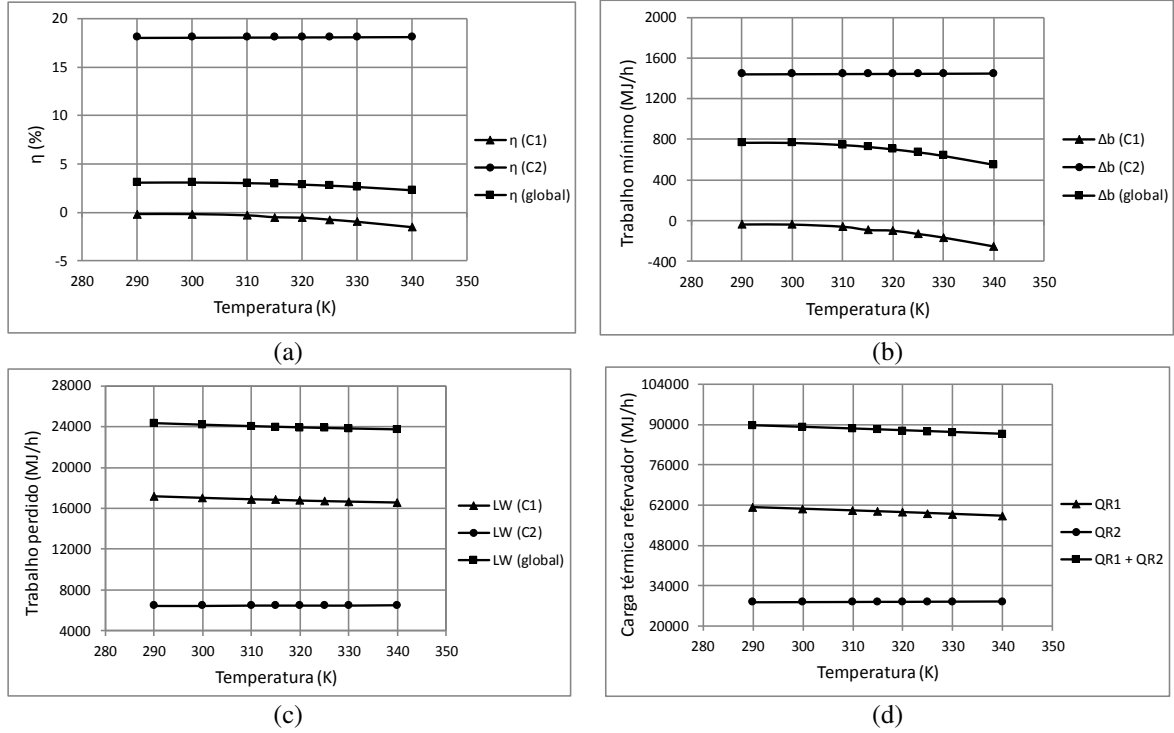 20
15
10
5
0
-5
280 290 300 310 320 330 340 350
η (%)
Temperatura (K)
η (C1)
η (C2)
η (global)
(a)
2000
1600
1200
800
400
0
-400
280 290 300 310 320 330 340 350
Trabalho mínimo (MJ/h)
Temperatura (K)
Δb (C1)
Δb (C2)
Δb (global)
(b)
28000
24000
20000
16000
12000
8000
4000
280 290 300 310 320 330 340 350
Trabalho perdido (MJ/h)
Temperatura (K)
LW (C1)
LW (C2)
LW (global)
(c)
104000
90000
76000
62000
48000
34000
20000
280 290 300 310 320 330 340 350
Carga térmica refervador (MJ/h)
Temperatura (K)
QR1
QR2
QR1 + QR2
(d)